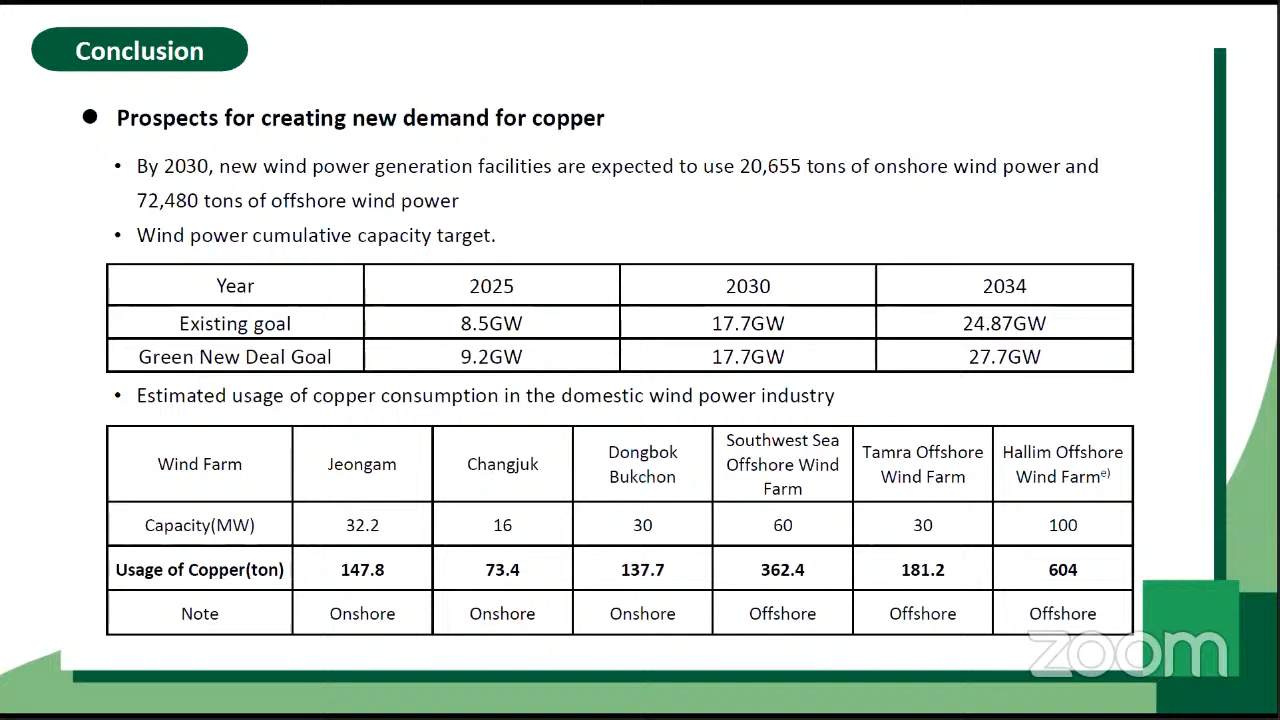 Conclusion
● Prospects for creating new demand for copper
• By 2030, new wind power generation facilities are expected to use 20,655 tons of onshore wind power and
72,480 tons of offshore wind power
• Wind power cumulative capacity target.
Year 2025 2030 2034
Existing goal 8.5GW 17.7GW 24.87GW
Green New Deal Goal 9.2GW 17.7GW 27.7GW
• Estimated usage of copper consumption in the domestic wind power industry
Wind Farm Jeongam Changjuk Dongbok Bukchon Southwest Sea Offshore Wind Farm Tamra Offshore Wind Farm Hallim Offshore Wind Farm e)
Capacity(MW) 32.2 16 30 60 30 100
Usage of Copper(ton) 147.8 73.4 137.7 362.4 181.2 604
Note Onshore Onshore Onshore Offshore Offshore Offshore
zoom